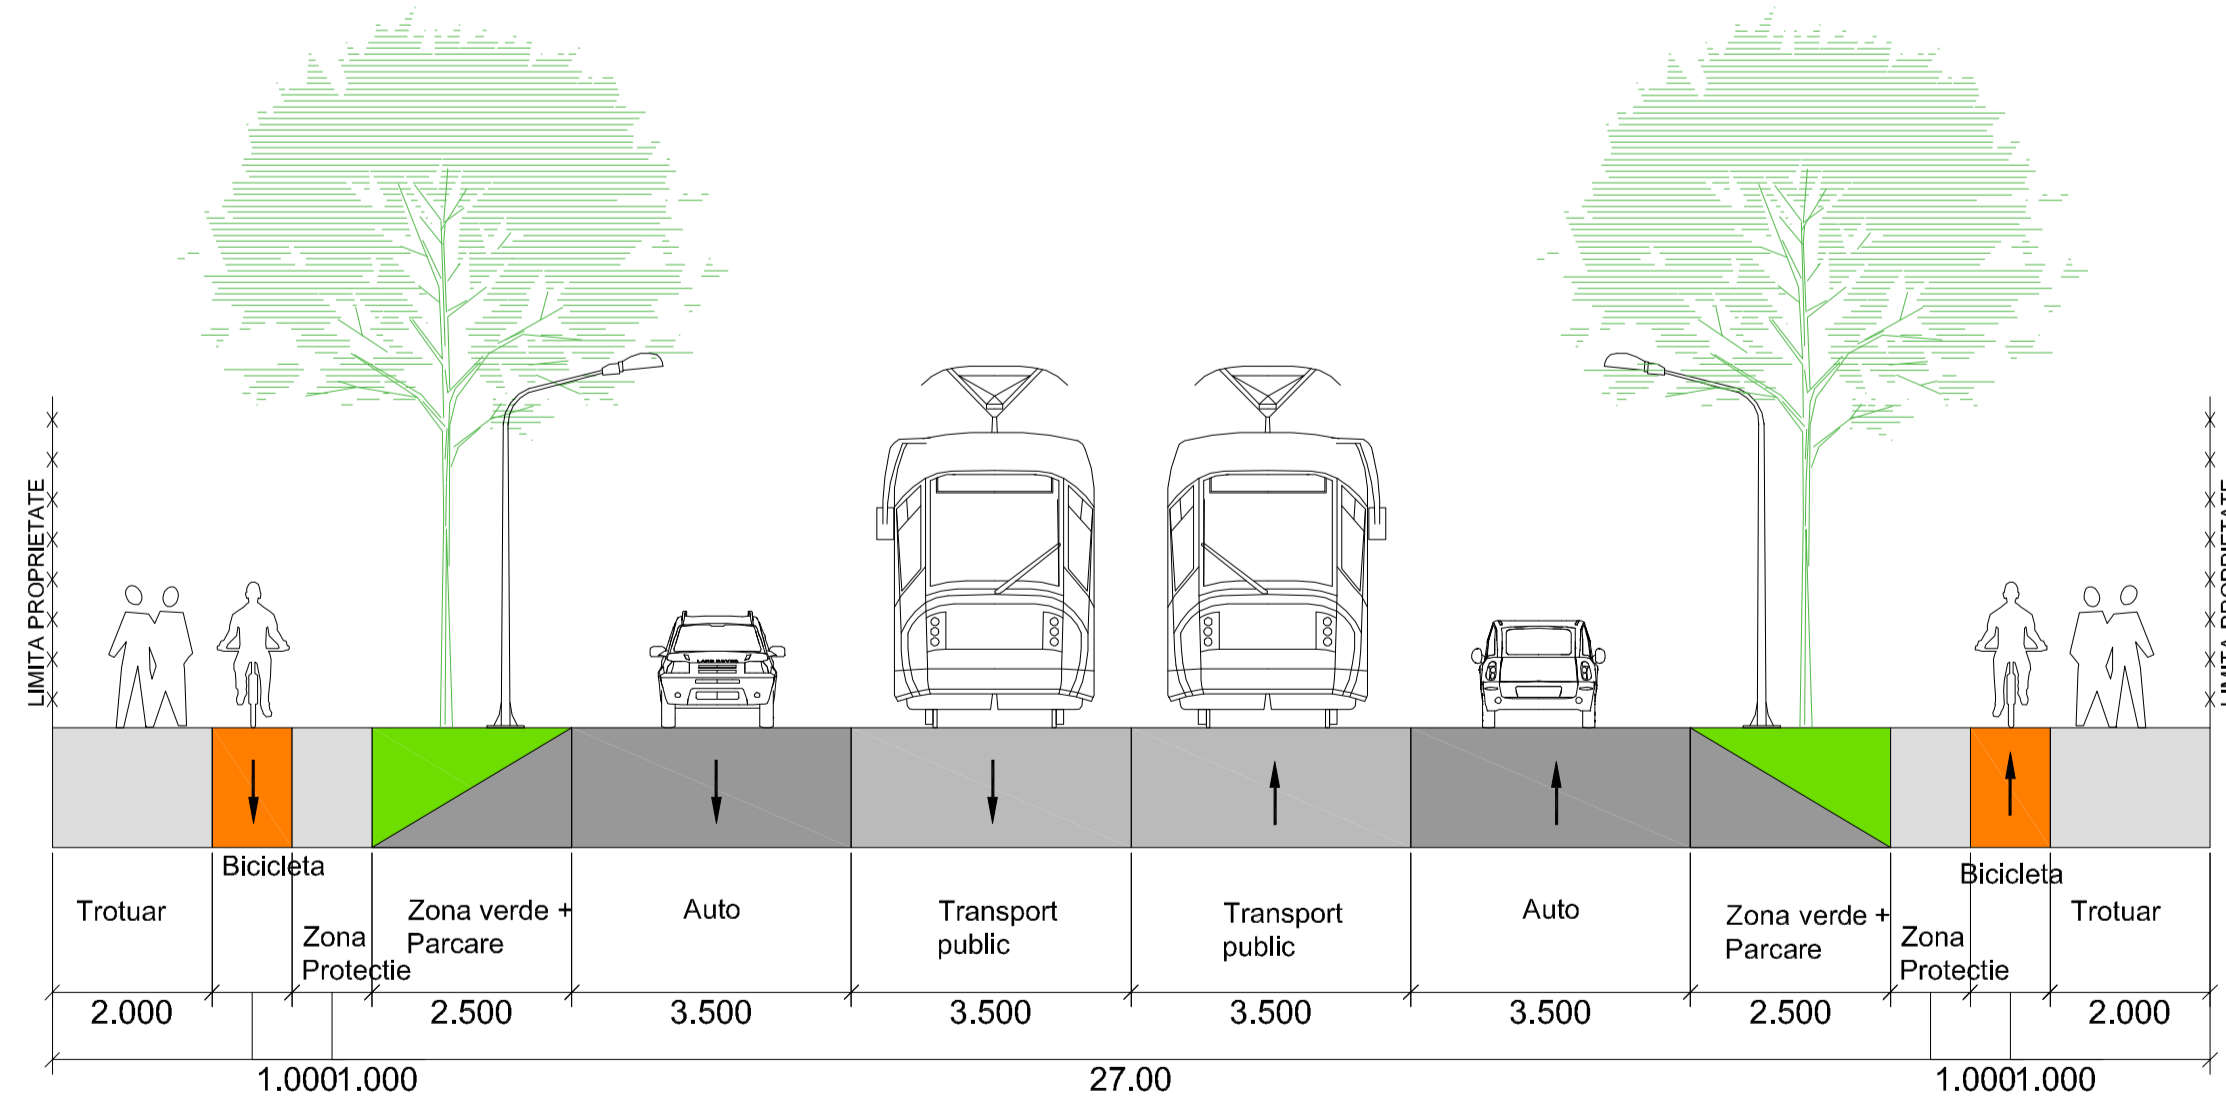 LIMITA PROPRIETATE
LIMITA PROPRIETATE
LAND ROVER
Bicicleta
Bicicleta
Trotuar
Zona verde +
Parcare
Auto
Transport
public
Transport
public
Auto
Zona verde +
Parcare
Trotuar
Zona
Protectie
Zona
Protectie
2.000
2.500
3.500
3.500
3.500
3.500
2.500
2.000
1.0001.000
27.00
1.0001.000